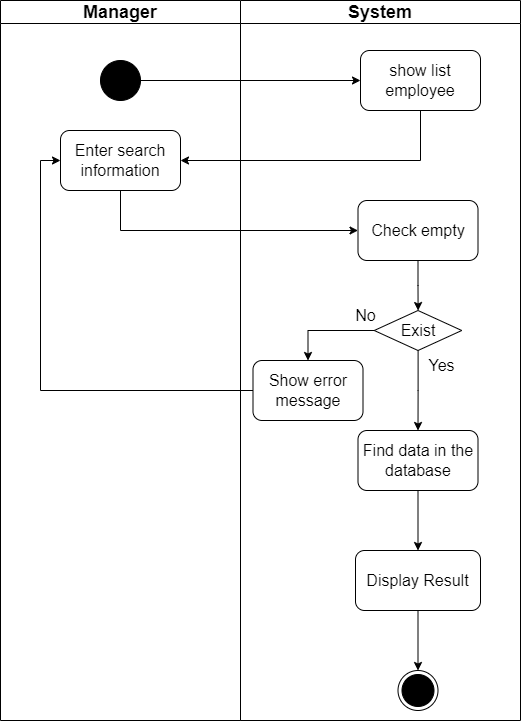 Manager
System
show list
employee
Enter search
information
Check empty
No
Exist
Yes
Show error
message
Find data in the
database
Display Result